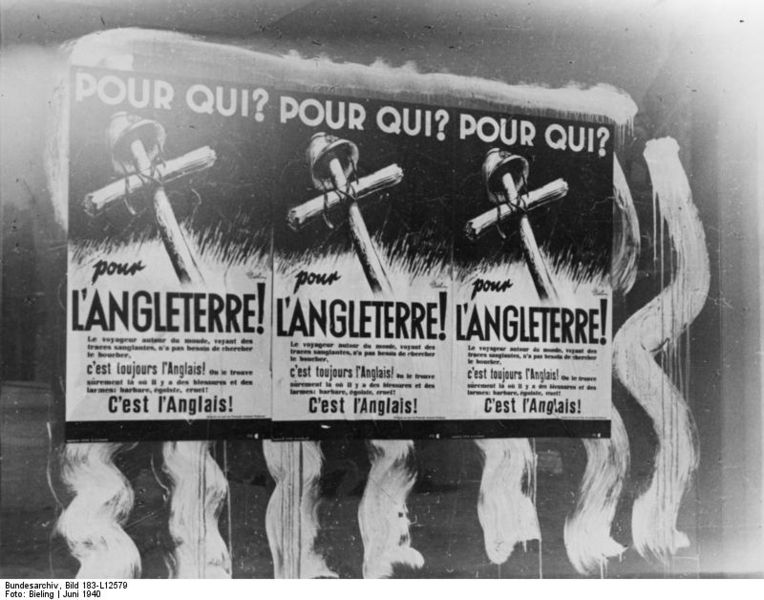 POUR QUI? POUR QUI? POUR QUI?
pour
L'ANGLETERRE!
Le voyageur autour du monde, voyant des
traces sanglantes, n'a pas besoin de chercher
le boucher,
c'est toujours l'Anglais! On le trouve
sûrement là où il y a des blessures et des
larmes: barbare, égoïste, cruel!
C'est l'Anglais!
pour
L'ANGLETERRE!
Le voyageur autour du monde, voyant des
traces sanglantes, n'a pas besoin de chercher
le boucher,
c'est toujours l'Anglais! On le trouve
sûrement là où il y a des blessures et des
larmes: barbare, égoïste, cruel!
C'est l'Anglais!
pour
L'ANGLETERRE!
Le voyageur autour du monde, voyant des
traces sanglantes, n'a pas besoin de chercher
le boucher,
c'est toujours l'Anglais! On le trouve
sûrement là où il y a des blessures et des
larmes: barbare, égoïste, cruel!
C'est l'Anglais!
Bundesarchiv, Bild 183-L12579
Foto: Bieling | Juni 1940